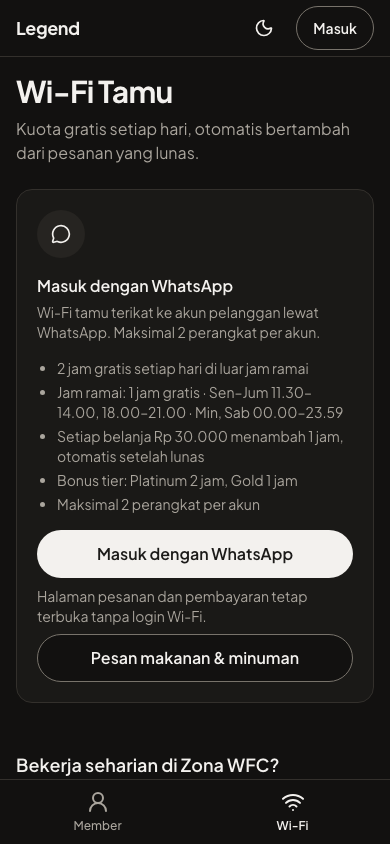 Legend
Masuk
Wi-Fi Tamu
Kuota gratis setiap hari, otomatis bertambah
dari pesanan yang lunas.
Masuk dengan WhatsApp
Wi-Fi tamu terikat ke akun pelanggan lewat
WhatsApp. Maksimal 2 perangkat per akun.
• 2 jam gratis setiap hari di luar jam ramai
• Jam ramai: 1 jam gratis · Sen–Jum 11.30–
14.00, 18.00–21.00 · Min, Sab 00.00–23.59
• Setiap belanja Rp 30.000 menambah 1 jam,
otomatis setelah lunas
• Bonus tier: Platinum 2 jam, Gold 1 jam
• Maksimal 2 perangkat per akun
Masuk dengan WhatsApp
Halaman pesanan dan pembayaran tetap
terbuka tanpa login Wi-Fi.
Pesan makanan & minuman
Bekerja seharian di Zona WFC?
Member
Wi-Fi